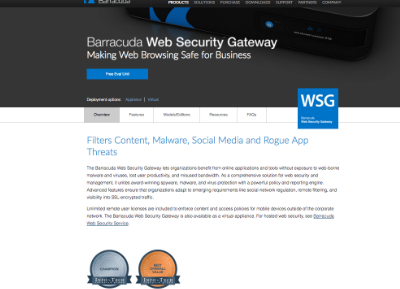 Barracuda
PRODUCTS SOLUTIONS PURCHASE DOWNLOADS SUPPORT PARTNERS COMPANY
Barracuda Web Security Gateway
Making Web Browsing Safe for Business
Free Eval Unit
Deployment options: Appliance | Virtual
WSG
Barracuda
Web Security Gateway
Overview Features Models/Editions Resources FAQs
Filters Content, Malware, Social Media and Rogue App
Threats
The Barracuda Web Security Gateway lets organizations benefit from online applications and tools without exposure to web-borne
malware and viruses, lost user productivity, and misused bandwidth. As a comprehensive solution for web security and
management, it unites award-winning spyware, malware, and virus protection with a powerful policy and reporting engine.
Advanced features ensure that organizations adapt to emerging requirements like social-network regulation, remote filtering, and
visibility into SSL encrypted traffic.
Unlimited remote user licenses are included to enforce content and access policies for mobile devices outside of the corporate
network. The Barracuda Web Security Gateway is also available as a virtual appliance. For hosted web security, see Barracuda
Web Security Service.
CHAMPION
INFO-TECH
BEST
OVERALL
VALUE
INFO-TECH